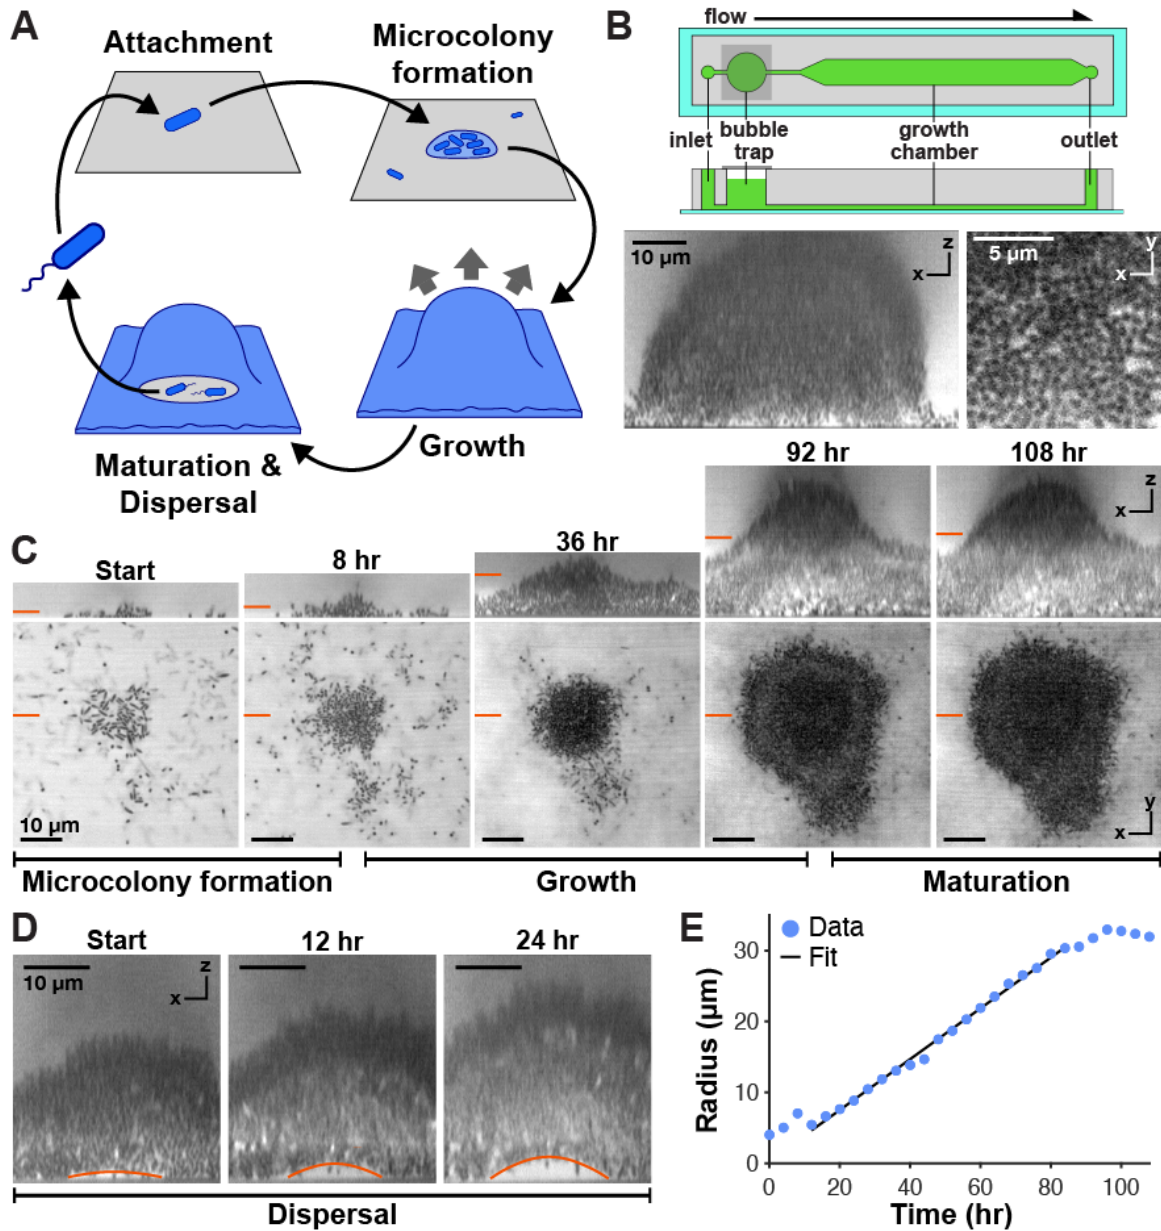 A
Attachment
Microcolony
formation
Growth
Maturation &
Dispersal
B
flow
inlet
bubble
trap
growth
chamber
outlet
10 µm
z
x
5 µm
y
x
C
Start
8 hr
36 hr
92 hr
108 hr
z
x
10 µm
y
x
Microcolony formation
Growth
Maturation
D
Start
12 hr
24 hr
10 µm
z
x
Dispersal
E
Data
Fit
Radius (µm)
30
20
10
0
0 20 40 60 80 100
Time (hr)